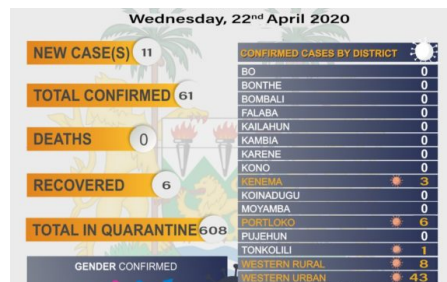 Wednesday, 22nd April 2020
NEW CASE(S) 11
TOTAL CONFIRMED 61
DEATHS 0
RECOVERED 6
TOTAL IN QUARANTINE 608
GENDER CONFIRMED
CONFIRMED CASES BY DISTRICT
BO 0
BONTHE 0
BOMBALI 0
FALABA 0
KAILAHUN 0
KAMBIA 0
KARENE 0
KONO 0
KENEMA 3
KOINADUGU 0
MOYAMBA 0
PORTLOKO 6
PUJEHUN 0
TONKOLILI 1
WESTERN RURAL 8
WESTERN URBAN 43